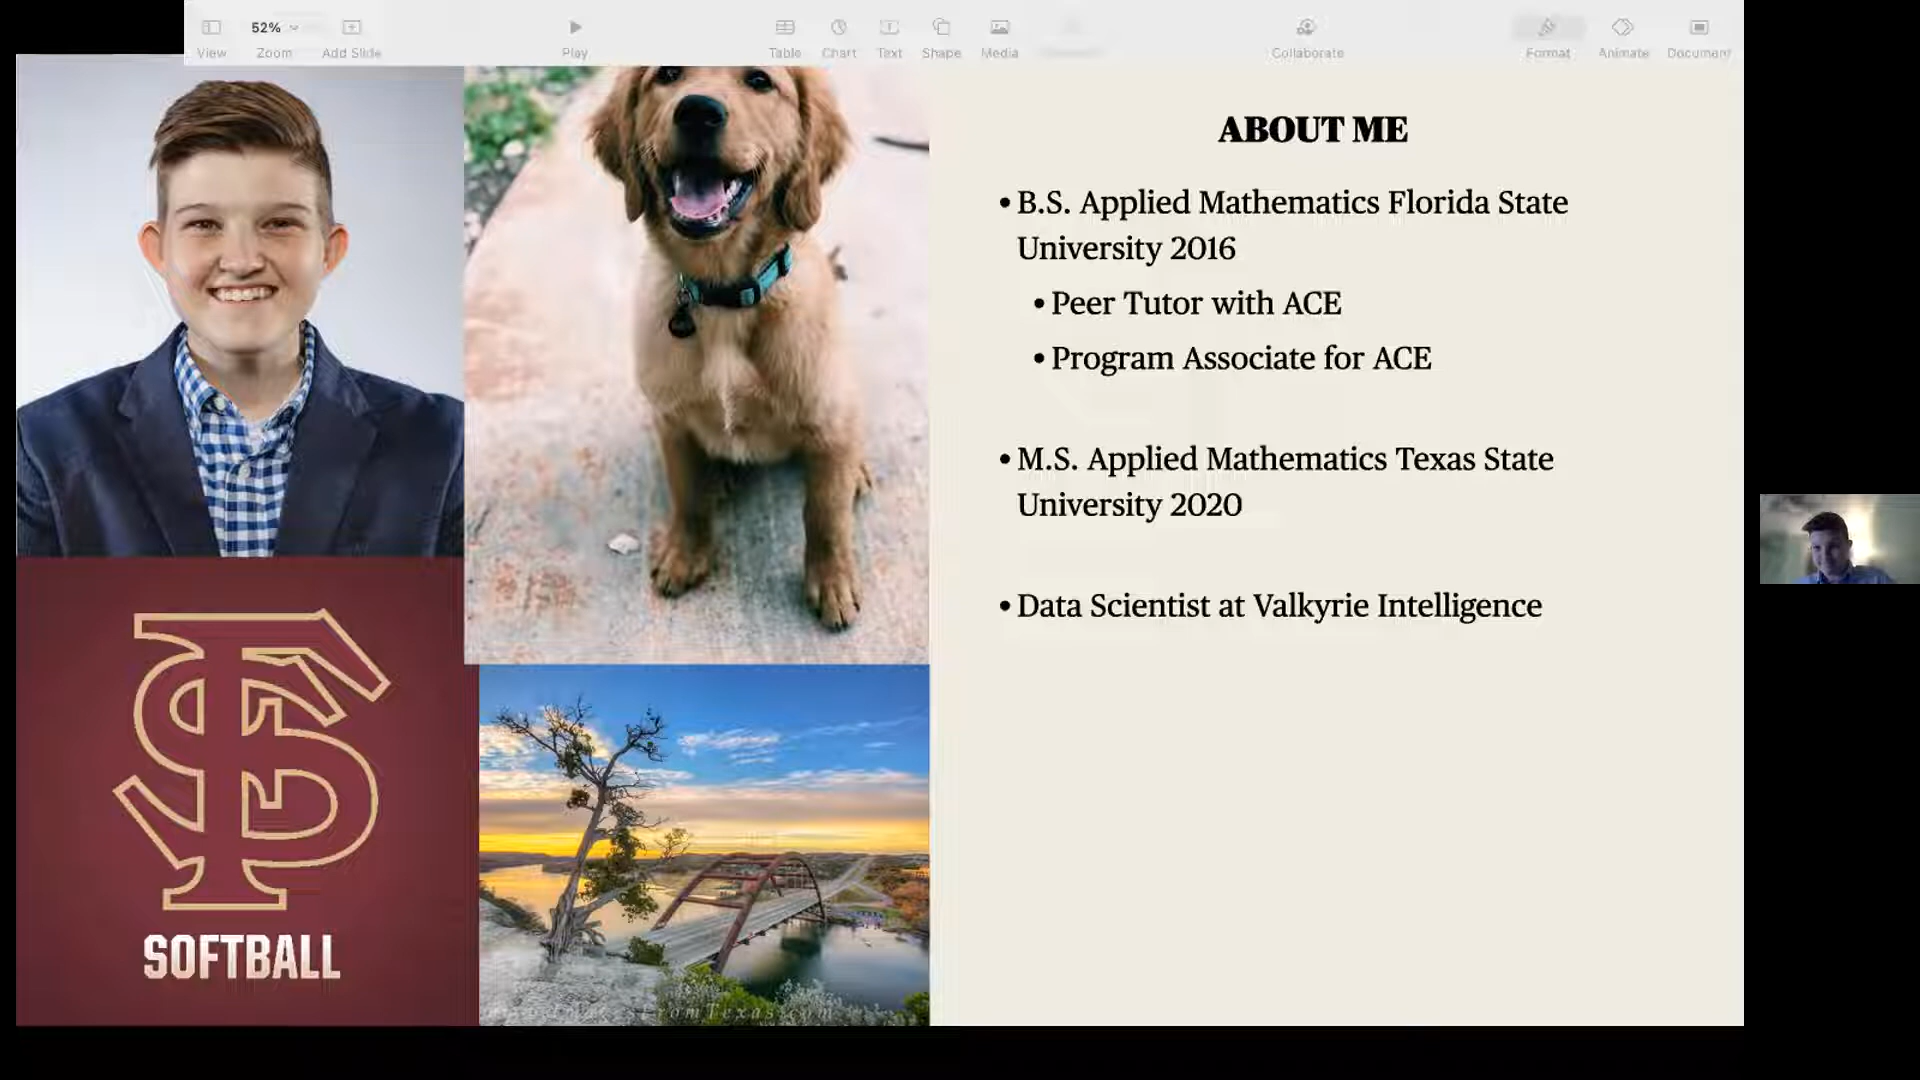 52%
View
Zoom
Add Slide
Play
Table
Chart
Text
Shape
Media
Collaborate
Format
Animate
Document
ABOUT ME
• B.S. Applied Mathematics Florida State
University 2016
• Peer Tutor with ACE
• Program Associate for ACE
• M.S. Applied Mathematics Texas State
University 2020
• Data Scientist at Valkyrie Intelligence
SOFTBALL